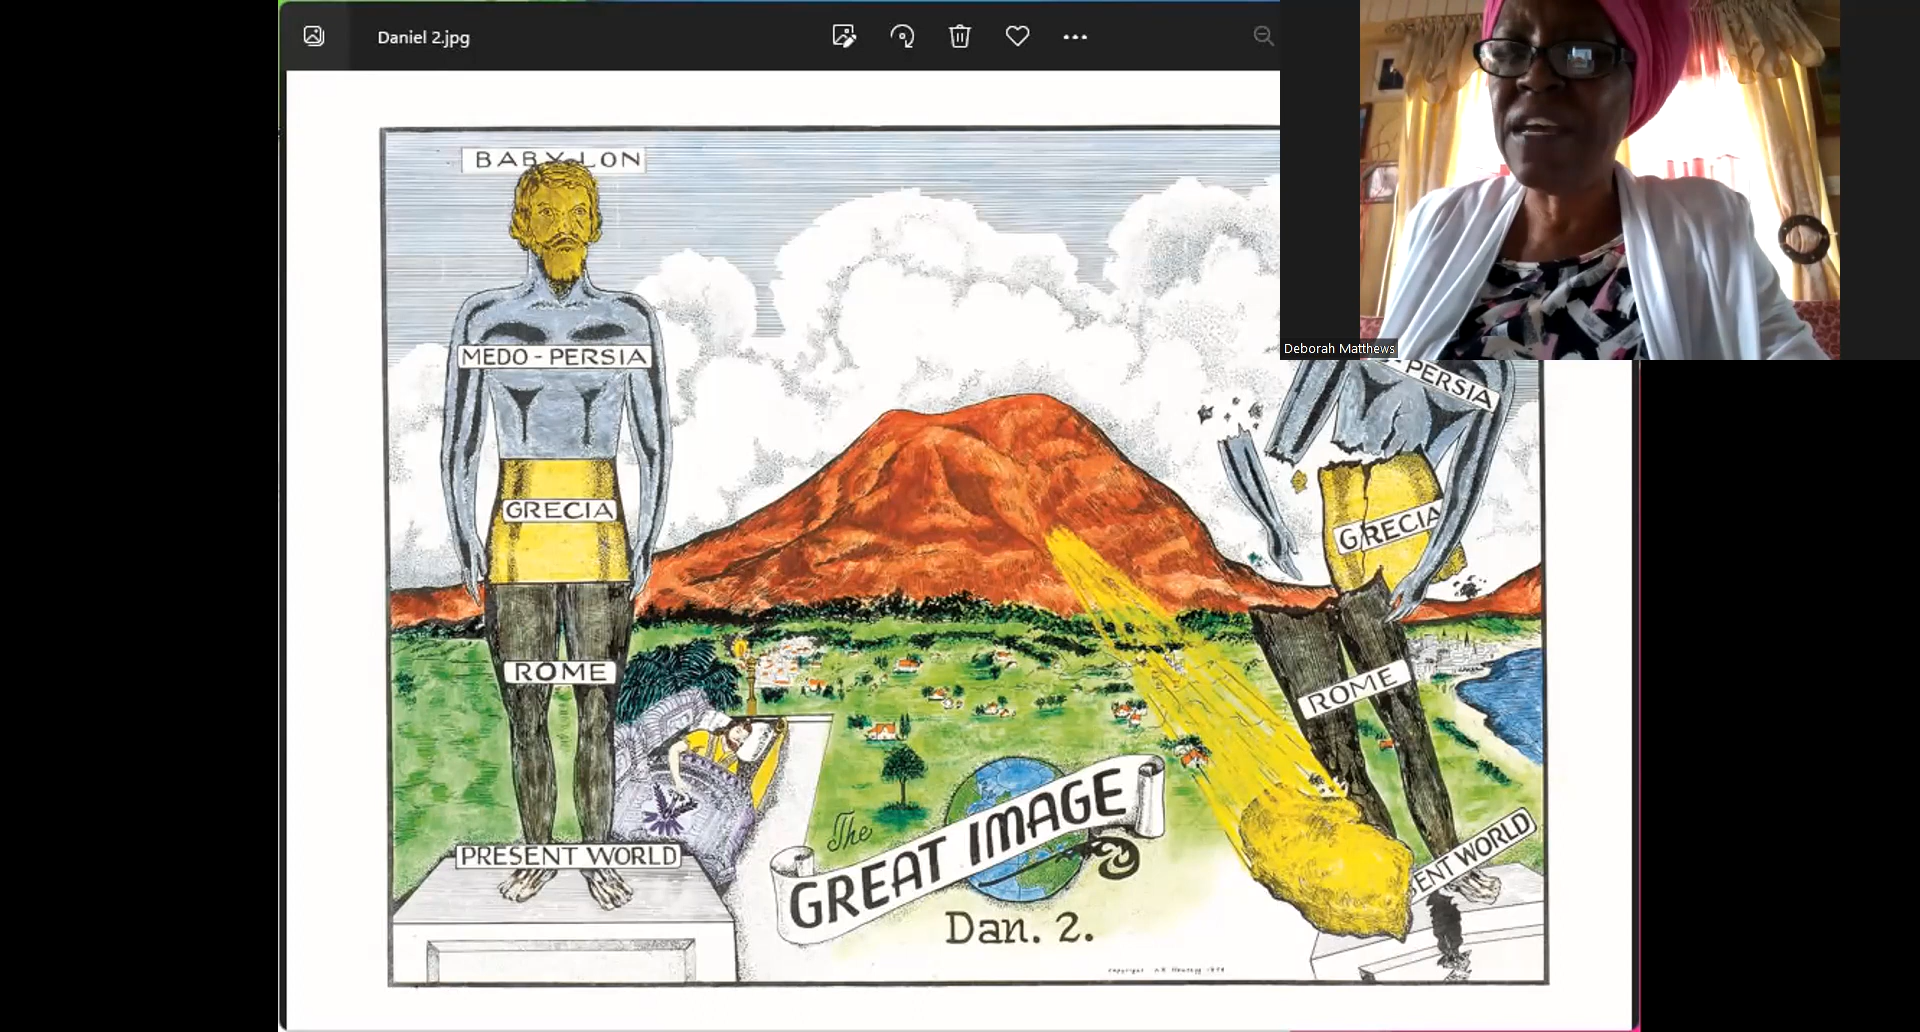 Daniel 2.jpg
BABYLON
MEDO-PERSIA
GRECIA
ROME
PRESENT WORLD
The
GREAT IMAGE
Dan. 2.
Deborah Matthews
PERSIA
GRECIA
ROME
ENT WORLD
copyright